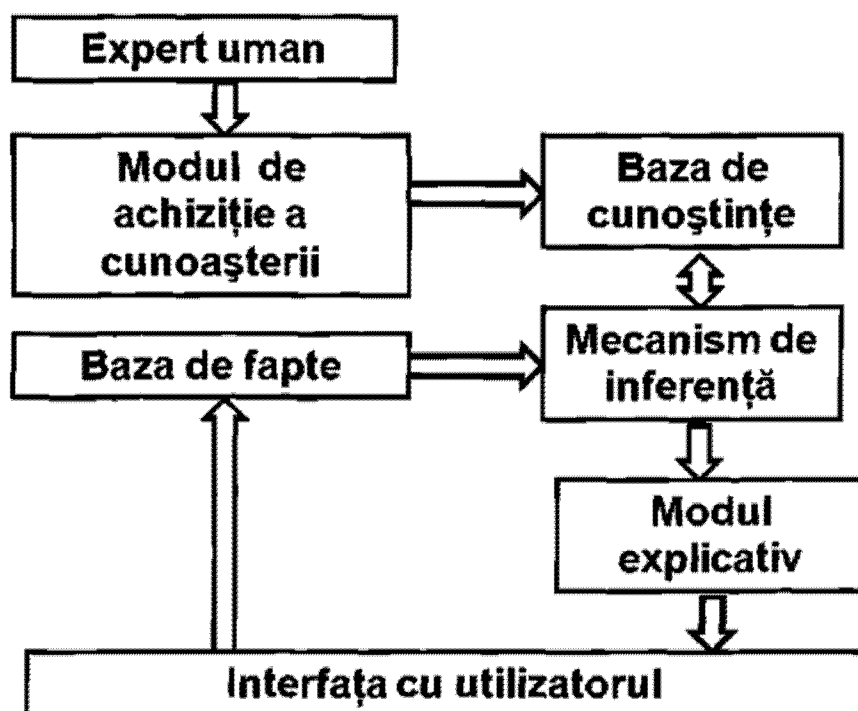 Expert uman
Modul de
achiziție a
cunoaşterii
Baza de
cunoştințe
Baza de fapte
Mecanism de
inferență
Modul
explicativ
Interfața cu utilizatorul